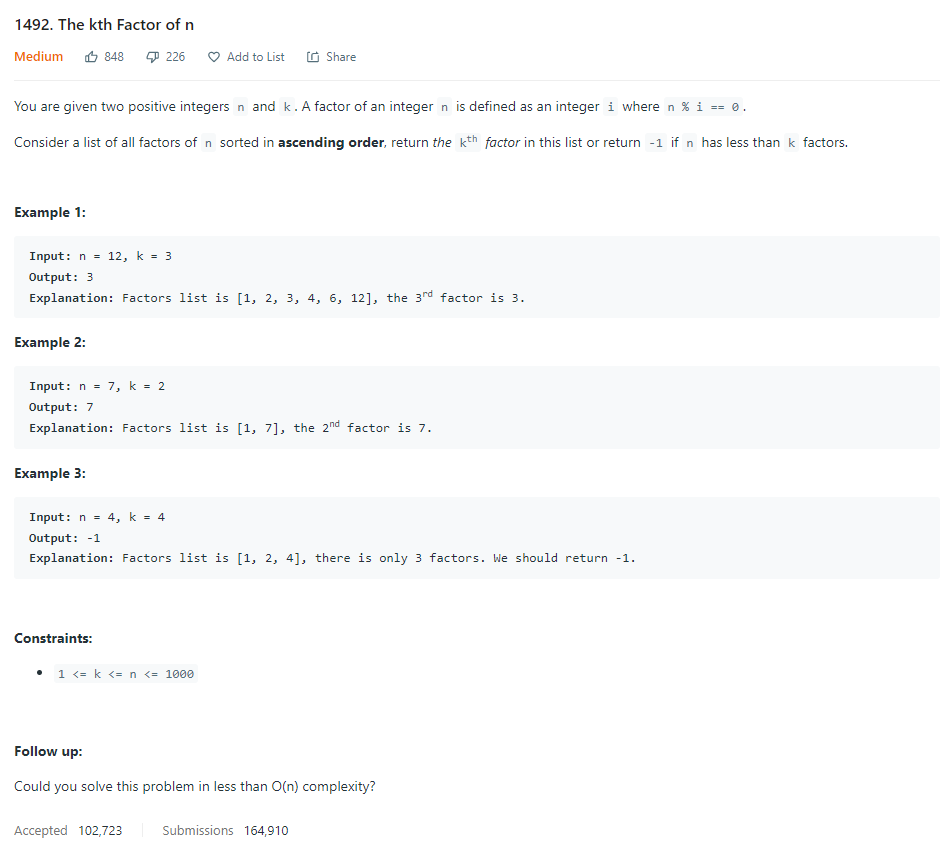 1492. The kth Factor of n
Medium 848 226 Add to List Share
You are given two positive integers n and k. A factor of an integer n is defined as an integer i where n % i == 0.
Consider a list of all factors of n sorted in ascending order, return the kth factor in this list or return -1 if n has less than k factors.
Example 1:
Input: n = 12, k = 3
Output: 3
Explanation: Factors list is [1, 2, 3, 4, 6, 12], the 3rd factor is 3.
Example 2:
Input: n = 7, k = 2
Output: 7
Explanation: Factors list is [1, 7], the 2nd factor is 7.
Example 3:
Input: n = 4, k = 4
Output: -1
Explanation: Factors list is [1, 2, 4], there is only 3 factors. We should return -1.
Constraints:
• 1 <= k <= n <= 1000
Follow up:
Could you solve this problem in less than O(n) complexity?
Accepted 102,723 Submissions 164,910